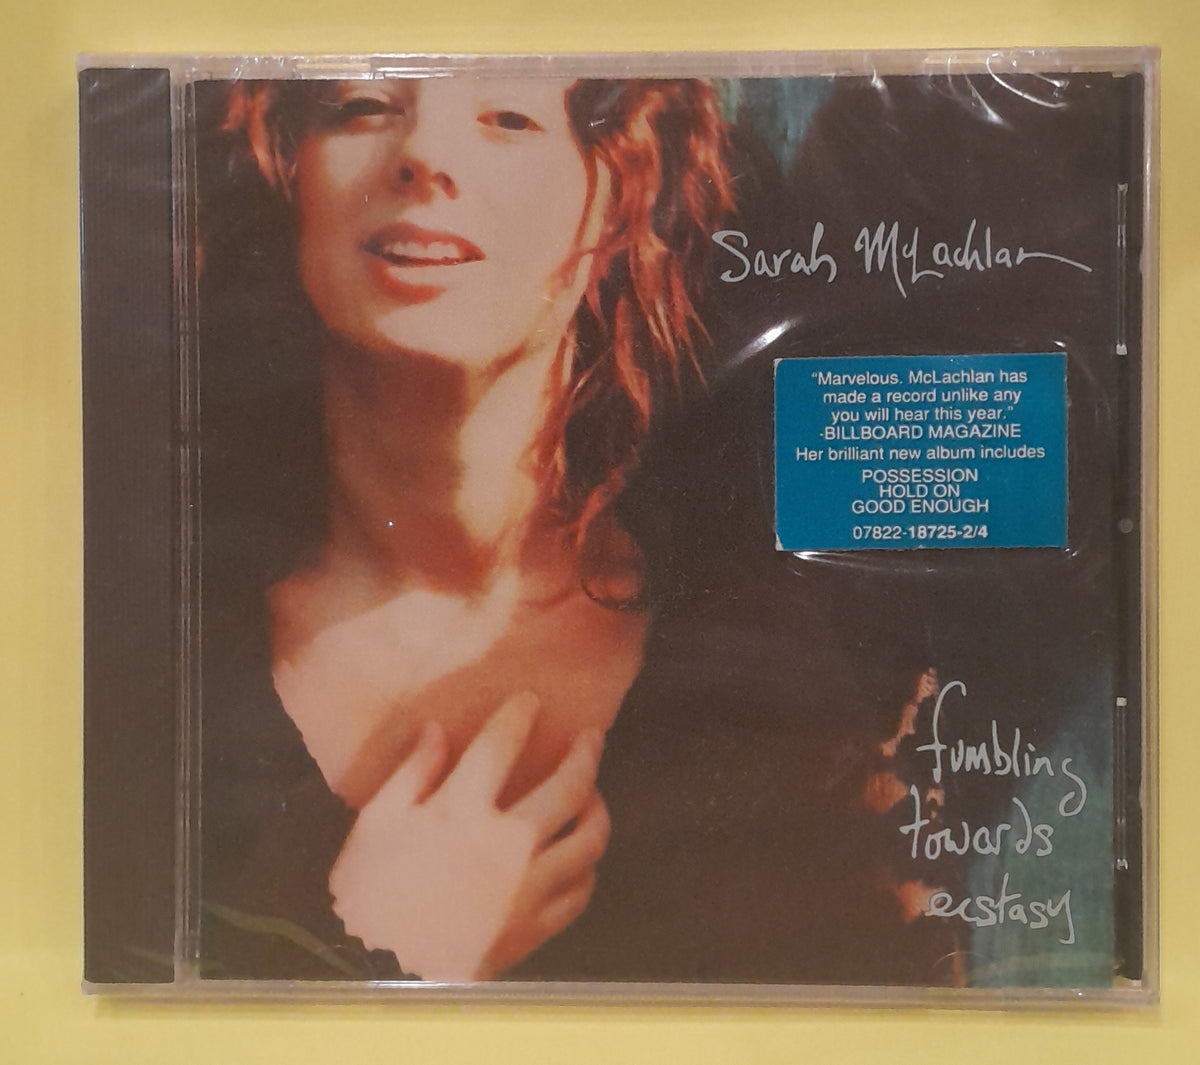 Sarah McLachlan
“Marvelous. McLachlan has
made a record unlike any
you will hear this year.”
-BILLBOARD MAGAZINE
Her brilliant new album includes
POSSESSION
HOLD ON
GOOD ENOUGH
07822-18725-2/4
fumbling
towards
ecstasy